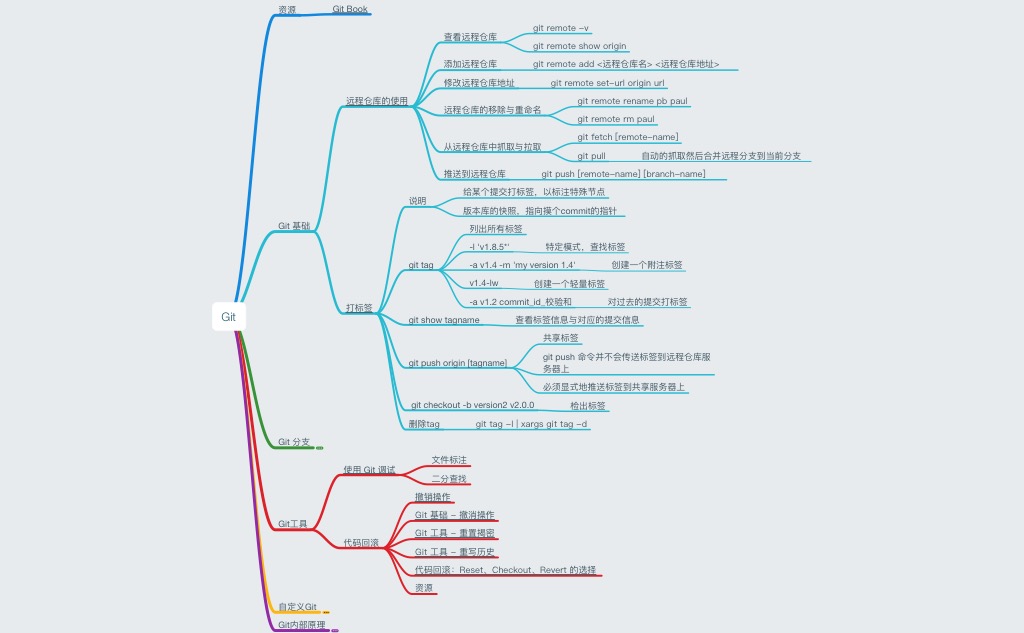 资源
Git Book
查看远程仓库
git remote -v
git remote show origin
添加远程仓库
git remote add <远程仓库名> <远程仓库地址>
修改远程仓库地址
git remote set-url origin url
远程仓库的使用
远程仓库的移除与重命名
git remote rename pb paul
git remote rm paul
从远程仓库中抓取与拉取
git fetch [remote-name]
git pull
自动的抓取然后合并远程分支到当前分支
推送到远程仓库
git push [remote-name] [branch-name]
Git 基础
说明
给某个提交打标签，以标注特殊节点
版本库的快照，指向摸个commit的指针
git tag
列出所有标签
-l 'v1.8.5*'
特定模式，查找标签
-a v1.4 -m 'my version 1.4'
创建一个附注标签
v1.4-lw
创建一个轻量标签
-a v1.2 commit_id_校验和
对过去的提交打标签
打标签
git show tagname
查看标签信息与对应的提交信息
git push origin [tagname]
共享标签
git push 命令并不会传送标签到远程仓库服
务器上
必须显式地推送标签到共享服务器上
git checkout -b version2 v2.0.0
检出标签
删除tag
git tag -l | xargs git tag -d
Git
Git 分支
使用 Git 调试
文件标注
二分查找
Git工具
代码回滚
撤销操作
Git 基础 - 撤消操作
Git 工具 - 重置揭密
Git 工具 - 重写历史
代码回滚：Reset、Checkout、Revert 的选择
资源
自定义Git
Git内部原理